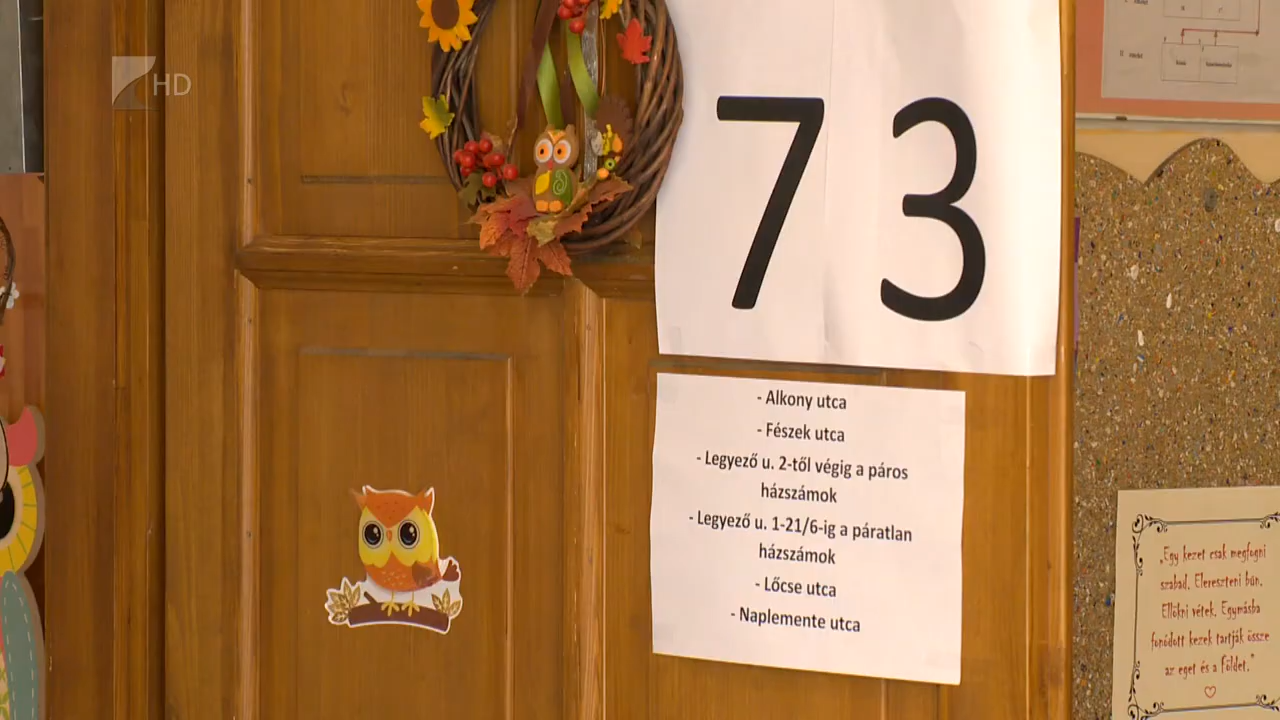 HD
73
- Alkony utca
- Fészek utca
- Legyező u. 2-től végig a páros
házszámok
- Legyező u. 1-21/6-ig a páratlan
házszámok
- Lőcse utca
- Naplemente utca
„Egy kezet csak megfogni
szabad. Elereszteni bűn.
Ellökni vétek. Egymásba
fonódott kezek tartják össze
az eget és a Földet.”